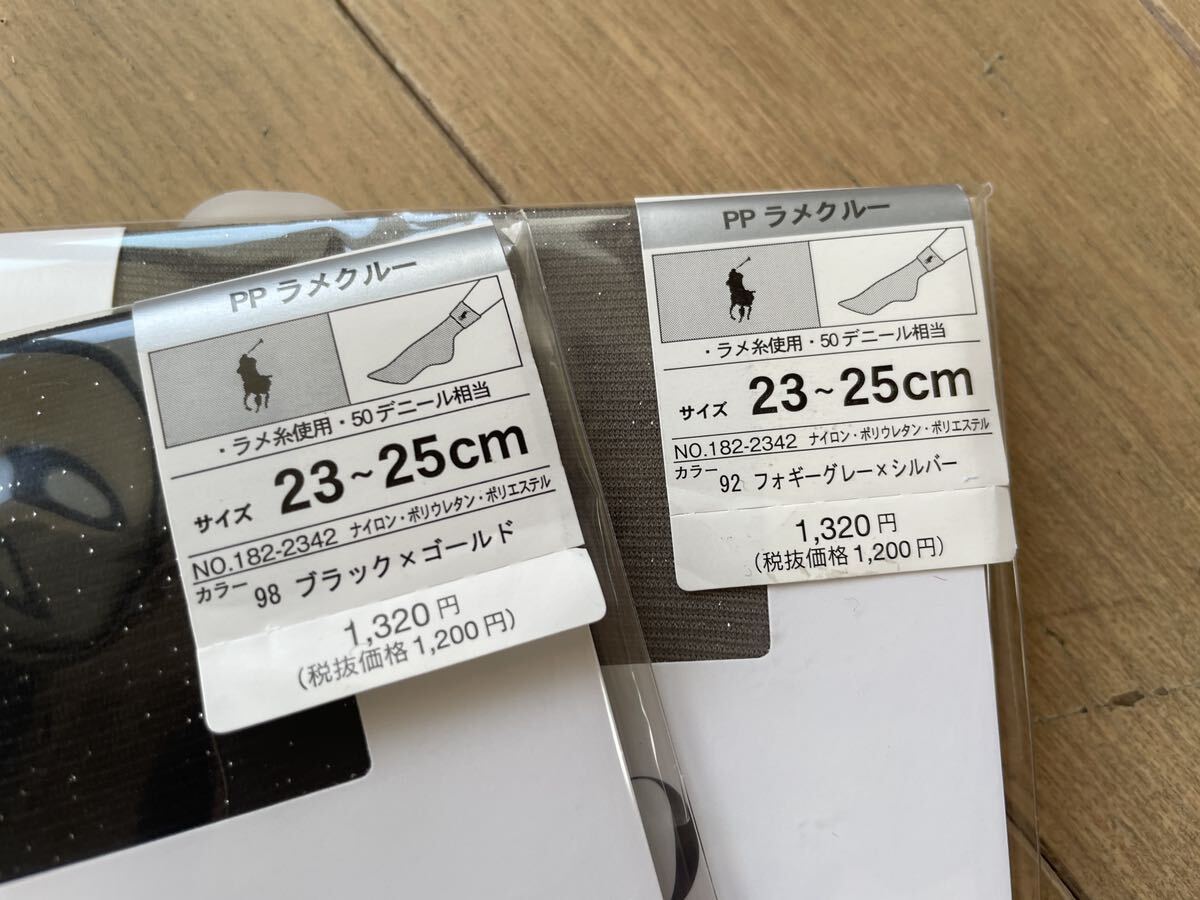 PP ラメクルー
・ラメ糸使用・50デニール相当
サイズ 23~25cm
NO.182-2342 ナイロン・ポリウレタン・ポリエステル
カラー 98 ブラック×ゴールド
1,320円
(税抜価格1,200円)
PP ラメクルー
・ラメ糸使用・50デニール相当
サイズ 23~25cm
NO.182-2342 ナイロン・ポリウレタン・ポリエステル
カラー 92 フォギーグレー×シルバー
1,320円
(税抜価格1,200円)